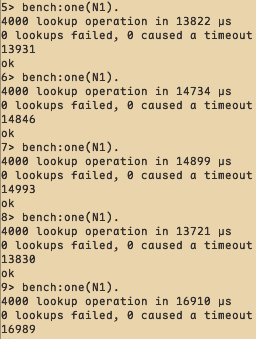 5> bench:one(N1).
4000 lookup operation in 13822 µs
0 lookups failed, 0 caused a timeout
13931
ok
6> bench:one(N1).
4000 lookup operation in 14734 µs
0 lookups failed, 0 caused a timeout
14846
ok
7> bench:one(N1).
4000 lookup operation in 14899 µs
0 lookups failed, 0 caused a timeout
14993
ok
8> bench:one(N1).
4000 lookup operation in 13721 µs
0 lookups failed, 0 caused a timeout
13830
ok
9> bench:one(N1).
4000 lookup operation in 16910 µs
0 lookups failed, 0 caused a timeout
16989